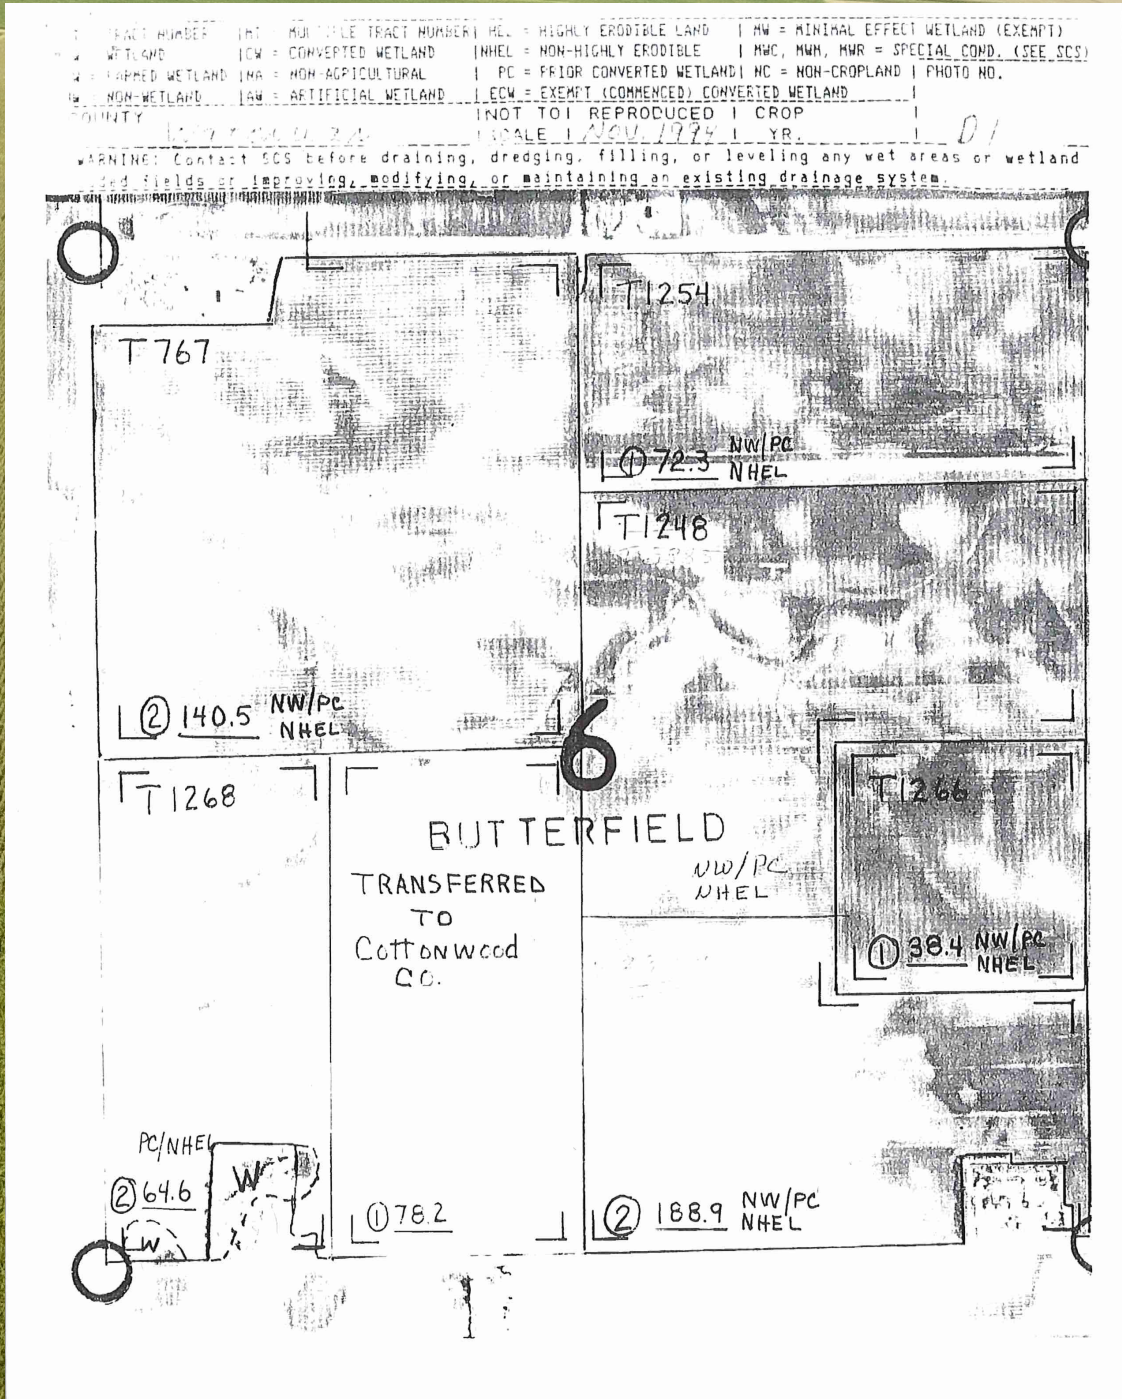 TRACT NUMBER | MT = MULTIPLE TRACT NUMBER | HEL = HIGHLY ERODIBLE LAND | MW = MINIMAL EFFECT WETLAND (EXEMPT)
WETLAND | CW = CONVERTED WETLAND | NHEL = NON-HIGHLY ERODIBLE | MWC, MWM, MWR = SPECIAL COND. (SEE SCS)
= FARMED WETLAND | NA = NON-AGRICULTURAL | PC = PRIOR CONVERTED WETLAND | NC = NON-CROPLAND | PHOTO NO.
= NON-WETLAND | AW = ARTIFICIAL WETLAND | ECW = EXEMPT (COMMENCED) CONVERTED WETLAND |
COUNTY | NOT TO | REPRODUCED | CROP |
| SCALE | NOV. 1994 | YR. | D1
WARNING: Contact SCS before draining, dredging, filling, or leveling any wet areas or wetland
fields or improving, modifying, or maintaining an existing drainage system.
T1254
T767
① 72.3 NW/PC
NHEL
T1248
② 140.5 NW/PC
NHEL
6
T1268
T1266
BUTTERFIELD
NW/PC
NHEL
TRANSFERRED
TO
Cottonwood
CO.
① 38.4 NW/PC
NHEL
PC/NHEL
W
② 64.6
① 78.2
② 188.9 NW/PC
NHEL
W